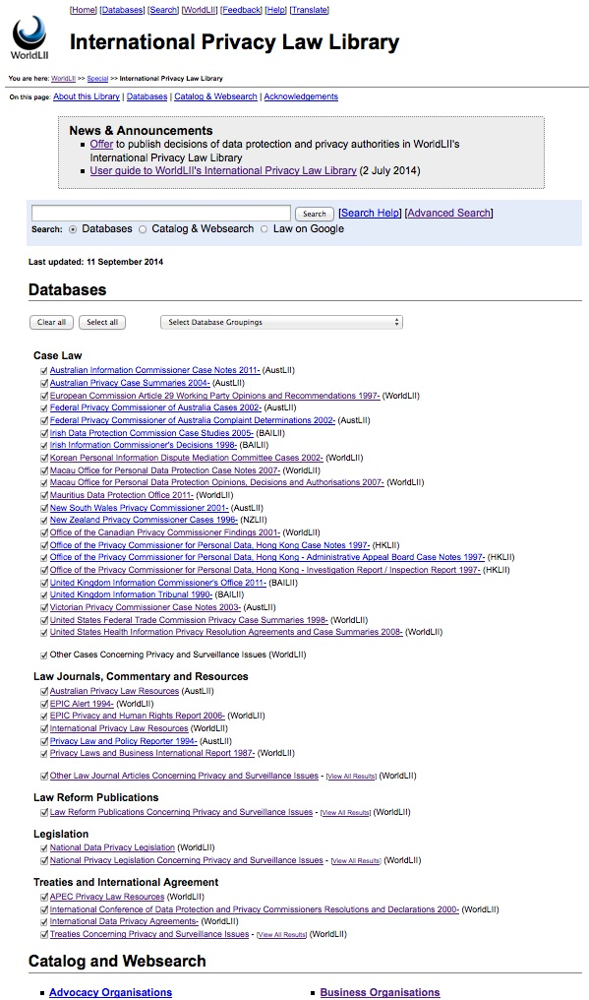 [Home] [Databases] [Search] [WorldLII] [Feedback] [Help] [Translate]
WorldLII
International Privacy Law Library
You are here: WorldLII >> Special >> International Privacy Law Library
On this page: About this Library | Databases | Catalog & Websearch | Acknowledgements
News & Announcements
Offer to publish decisions of data protection and privacy authorities in WorldLII's
International Privacy Law Library
User guide to WorldLII's International Privacy Law Library (2 July 2014)
Search [Search Help] [Advanced Search]
Search: Databases Catalog & Websearch Law on Google
Last updated: 11 September 2014
Databases
Clear all Select all Select Database Groupings
Case Law
Australian Information Commissioner Case Notes 2011- (AustLII)
Australian Privacy Case Summaries 2004- (AustLII)
European Commission Article 29 Working Party Opinions and Recommendations 1997- (WorldLII)
Federal Privacy Commissioner of Australia Cases 2002- (AustLII)
Federal Privacy Commissioner of Australia Complaint Determinations 2002- (AustLII)
Irish Data Protection Commission Case Studies 2005- (BAILII)
Irish Information Commissioner's Decisions 1998- (BAILII)
Korean Personal Information Dispute Mediation Committee Cases 2002- (WorldLII)
Macau Office for Personal Data Protection Case Notes 2007- (WorldLII)
Macau Office for Personal Data Protection Opinions, Decisions and Authorisations 2007- (WorldLII)
Mauritius Data Protection Office 2011- (WorldLII)
New South Wales Privacy Commissioner 2001- (AustLII)
New Zealand Privacy Commissioner Cases 1996- (NZLII)
Office of the Canadian Privacy Commissioner Findings 2001- (WorldLII)
Office of the Privacy Commissioner for Personal Data, Hong Kong Case Notes 1997- (HKLII)
Office of the Privacy Commissioner for Personal Data, Hong Kong - Administrative Appeal Board Case Notes 1997- (HKLII)
Office of the Privacy Commissioner for Personal Data, Hong Kong - Investigation Report / Inspection Report 1997- (HKLII)
United Kingdom Information Commissioner's Office 2011- (BAILII)
United Kingdom Information Tribunal 1990- (BAILII)
Victorian Privacy Commissioner Case Notes 2003- (AustLII)
United States Federal Trade Commission Privacy Case Summaries 1998- (WorldLII)
United States Health Information Privacy Resolution Agreements and Case Summaries 2008- (WorldLII)
Other Cases Concerning Privacy and Surveillance Issues (WorldLII)
Law Journals, Commentary and Resources
Australian Privacy Law Resources (AustLII)
EPIC Alert 1994- (WorldLII)
EPIC Privacy and Human Rights Report 2006- (WorldLII)
International Privacy Law Resources (WorldLII)
Privacy Law and Policy Reporter 1994- (AustLII)
Privacy Laws and Business International Report 1987- (WorldLII)
Other Law Journal Articles Concerning Privacy and Surveillance Issues - [View All Results] (WorldLII)
Law Reform Publications
Law Reform Publications Concerning Privacy and Surveillance Issues - [View All Results] (WorldLII)
Legislation
National Data Privacy Legislation (WorldLII)
National Privacy Legislation Concerning Privacy and Surveillance Issues - [View All Results] (WorldLII)
Treaties and International Agreement
APEC Privacy Law Resources (WorldLII)
International Conference of Data Protection and Privacy Commissioners Resolutions and Declarations 2000- (WorldLII)
International Data Privacy Agreements- (WorldLII)
Treaties Concerning Privacy and Surveillance Issues - [View All Results] (WorldLII)
Catalog and Websearch
Advocacy Organisations Business Organisations